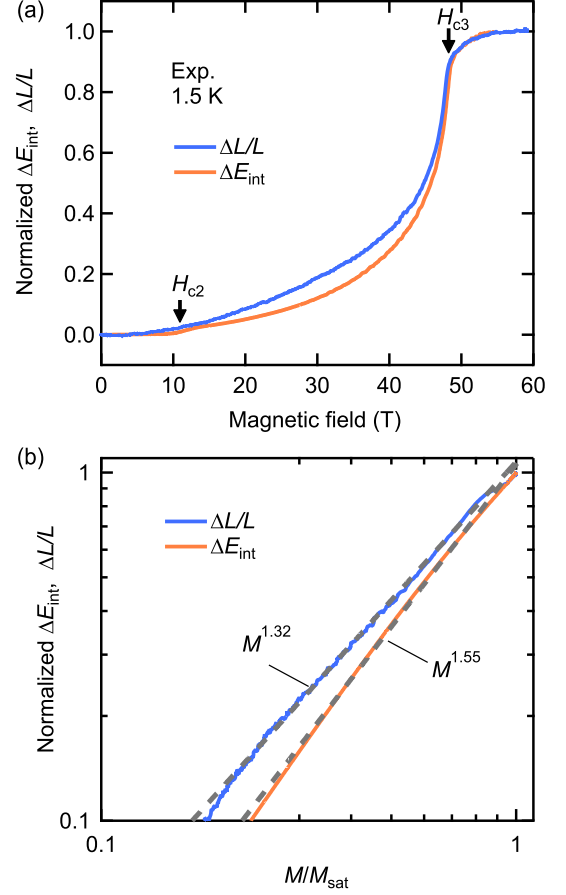 (a)
H_c3
Exp.
1.5 K
ΔL/L
ΔE_int
H_c2
Normalized ΔE_int, ΔL/L
1.0
0.8
0.6
0.4
0.2
0.0
0 10 20 30 40 50 60
Magnetic field (T)
(b)
1
ΔL/L
ΔE_int
Normalized ΔE_int, ΔL/L
M^1.32
M^1.55
0.1
0.1 1
M/M_sat